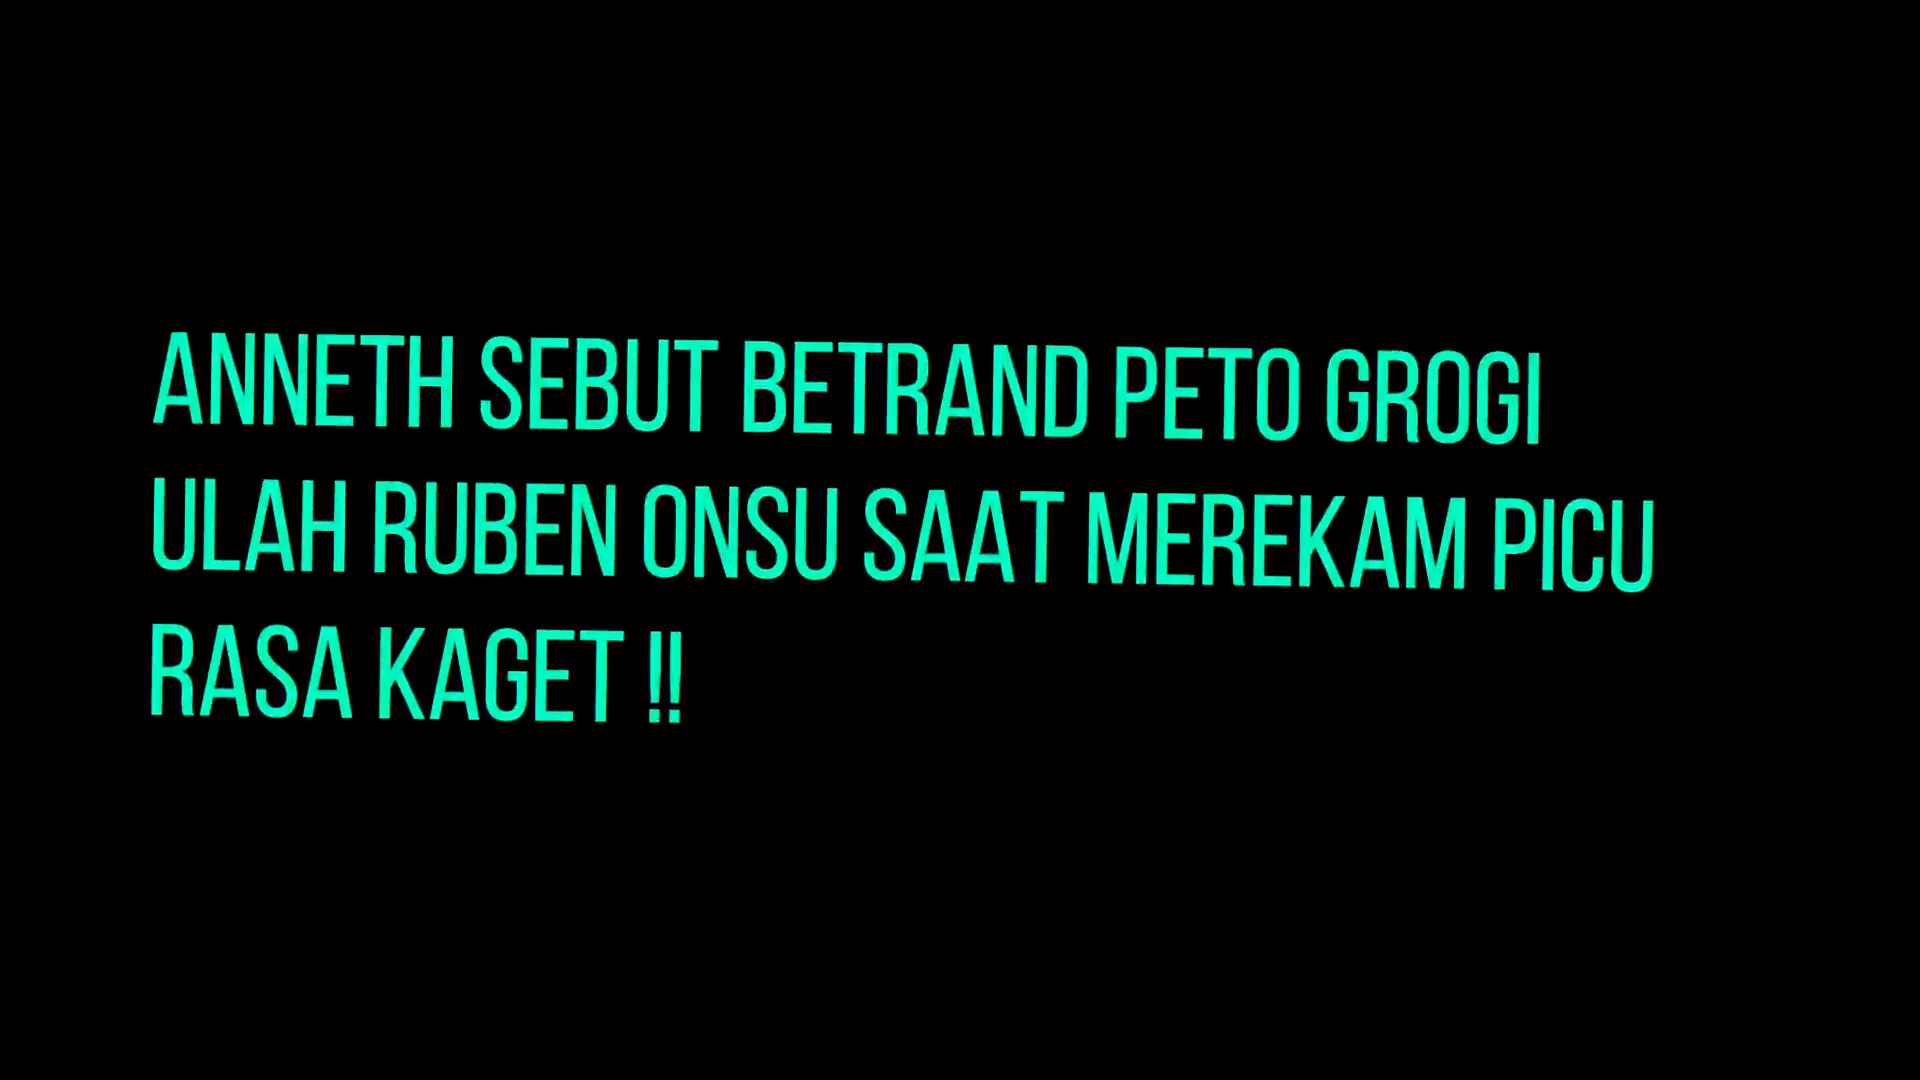 ANNETH SEBUT BETRAND PETO GROGI
ULAH RUBEN ONSU SAAT MEREKAM PICU
RASA KAGET !!